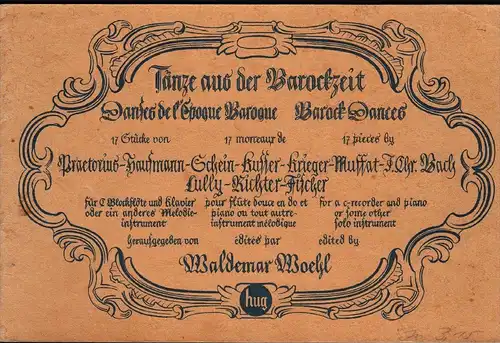 Tänze aus der Barockzeit
Danses de l'Epoque Baroque Barock Dances
17 Stücke von 17 morceaux de 17 pieces by
Praetorius-Haußmann-Schein-Kusser-Krieger-Muffat-J.Chr. Bach
Lully-Richter-Fischer
für C Blockflöte und Klavier pour flûte douce en do et for a c-recorder and piano
oder ein anderes Melodie- piano ou tout autre or some other
instrument instrument mélodique solo instrument
herausgegeben von édités par edited by
Waldemar Woehl
hug